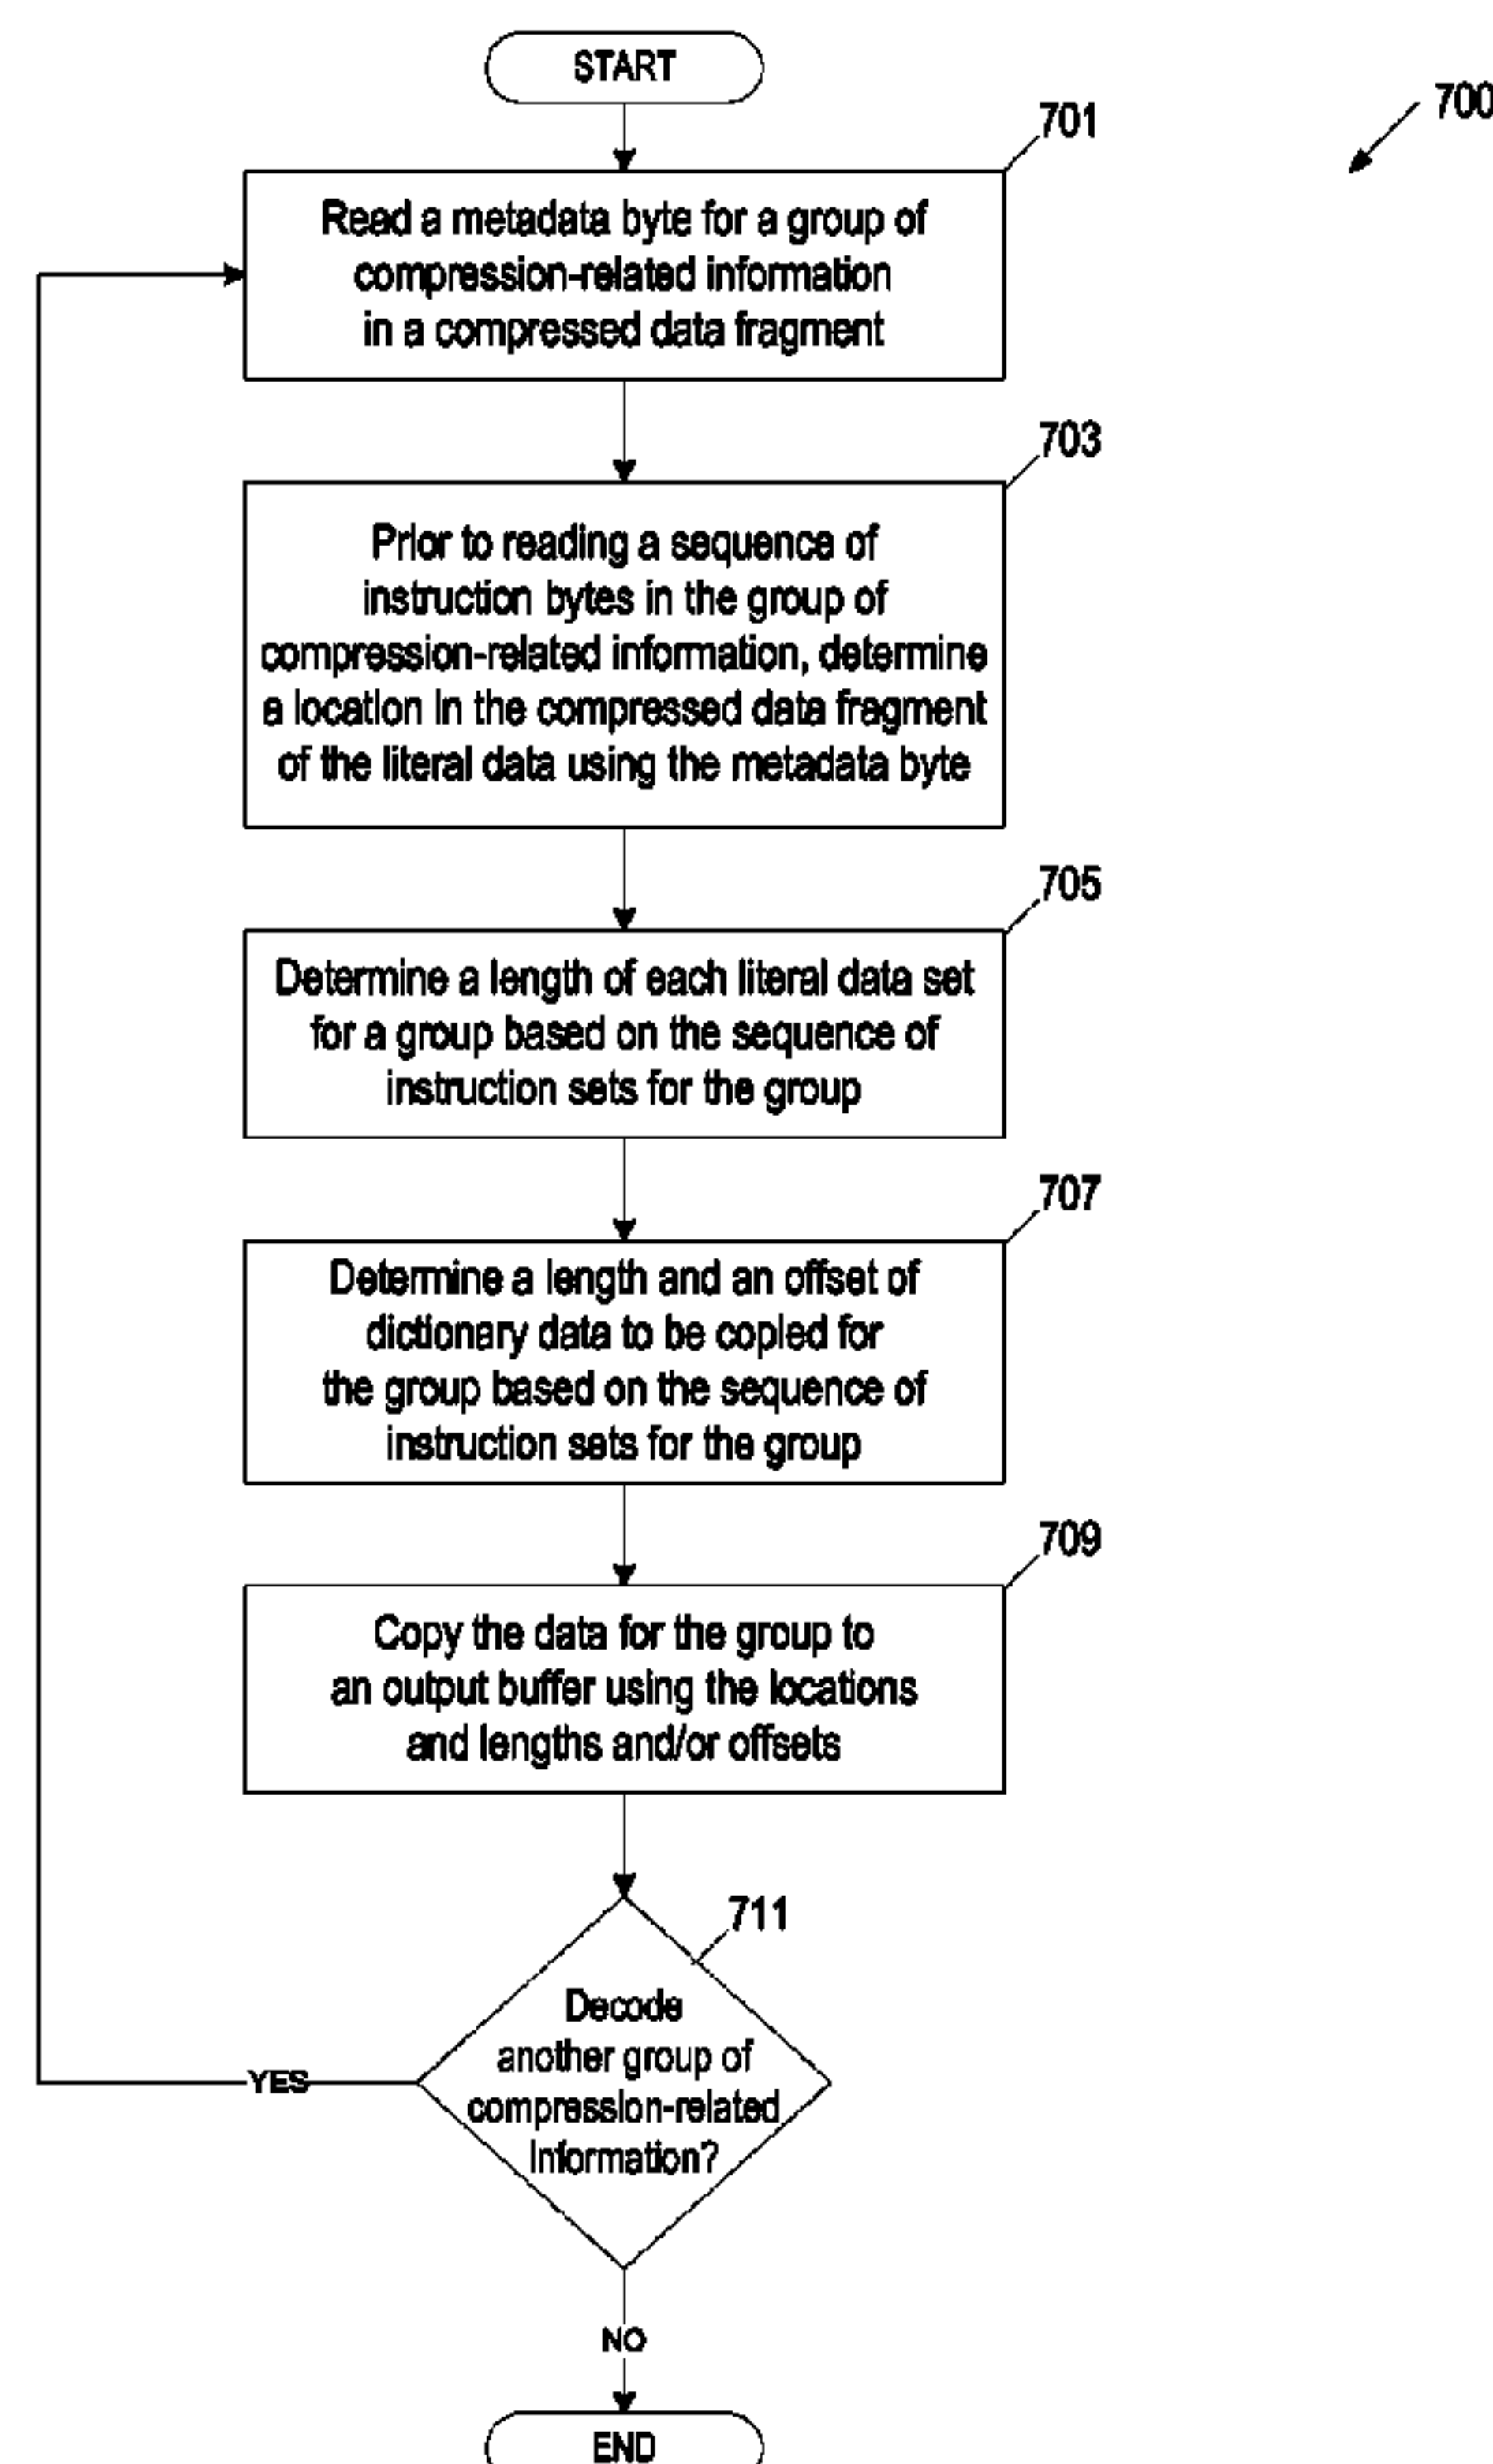 START
700
701
Read a metadata byte for a group of
compression-related information
in a compressed data fragment
703
Prior to reading a sequence of
instruction bytes in the group of
compression-related information, determine
a location in the compressed data fragment
of the literal data using the metadata byte
705
Determine a length of each literal data set
for a group based on the sequence of
instruction sets for the group
707
Determine a length and an offset of
dictionary data to be copied for
the group based on the sequence of
instruction sets for the group
709
Copy the data for the group to
an output buffer using the locations
and lengths and/or offsets
711
Decode
another group of
compression-related
Information?
YES
NO
END